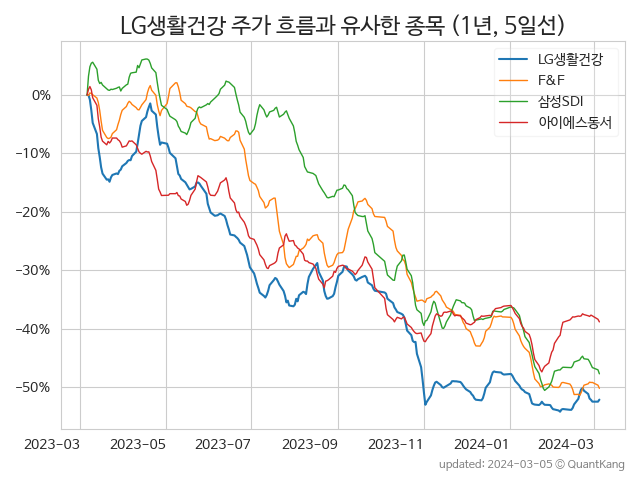 LG생활건강 주가 흐름과 유사한 종목 (1년, 5일선)
LG생활건강
F&F
삼성SDI
아이에스동서
0%
−10%
−20%
−30%
−40%
−50%
2023−03
2023−05
2023−07
2023−09
2023−11
2024−01
2024−03
updated: 2024-03-05 © QuantKang